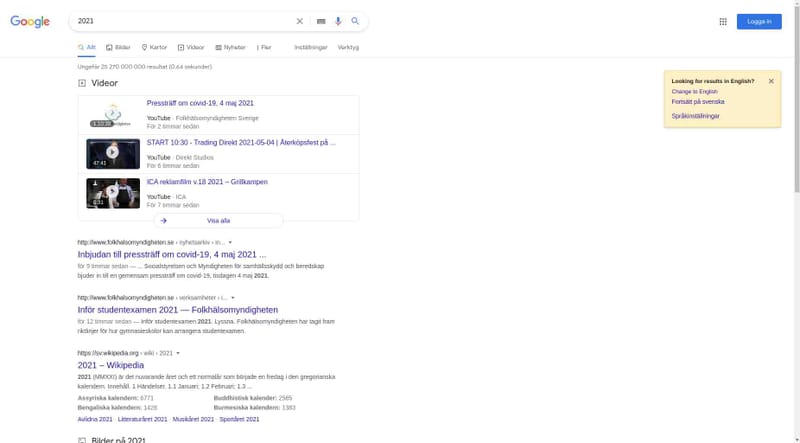 Google
2021
Logga in
Allt Bilder Kartor Videor Nyheter Fler Inställningar Verktyg
Ungefär 25 270 000 000 resultat (0,64 sekunder)
Looking for results in English?
Change to English
Fortsätt på svenska
Språkinställningar
Videor
Pressträff om covid-19, 4 maj 2021
YouTube · Folkhälsomyndigheten Sverige
För 2 timmar sedan
START 10:30 - Trading Direkt 2021-05-04 | Återköpsfest på ...
47:41
YouTube · Direkt Studios
För 6 timmar sedan
ICA reklamfilm v.18 2021 – Grillkampen
YouTube · ICA
För 7 timmar sedan
Visa alla
http://www.folkhalsomyndigheten.se › nyhetsarkiv › in...
Inbjudan till pressträff om covid-19, 4 maj 2021 ...
för 9 timmar sedan — ... Socialstyrelsen och Myndigheten för samhällsskydd och beredskap
bjuder in till en gemensam pressträff om covid-19, tisdagen 4 maj 2021.
http://www.folkhalsomyndigheten.se › verksamheter › i...
Inför studentexamen 2021 — Folkhälsomyndigheten
för 12 timmar sedan — Inför studentexamen 2021. Lyssna. Folkhälsomyndigheten har tagit fram
riktlinjer för hur gymnasieskolor kan arrangera studentexamen.
https://sv.wikipedia.org › wiki › 2021
2021 – Wikipedia
2021 (MMXXI) är det nuvarande året och ett normalår som började en fredag i den gregorianska
kalendern. Innehåll. 1 Händelser. 1.1 Januari; 1.2 Februari; 1.3 ...
Assyriska kalendern: 6771 Buddhistisk kalender: 2565
Bengaliska kalendern: 1428 Burmesiska kalendern: 1383
Avlidna 2021 · Litteraturåret 2021 · Musikåret 2021 · Sportåret 2021
Bilder på 2021